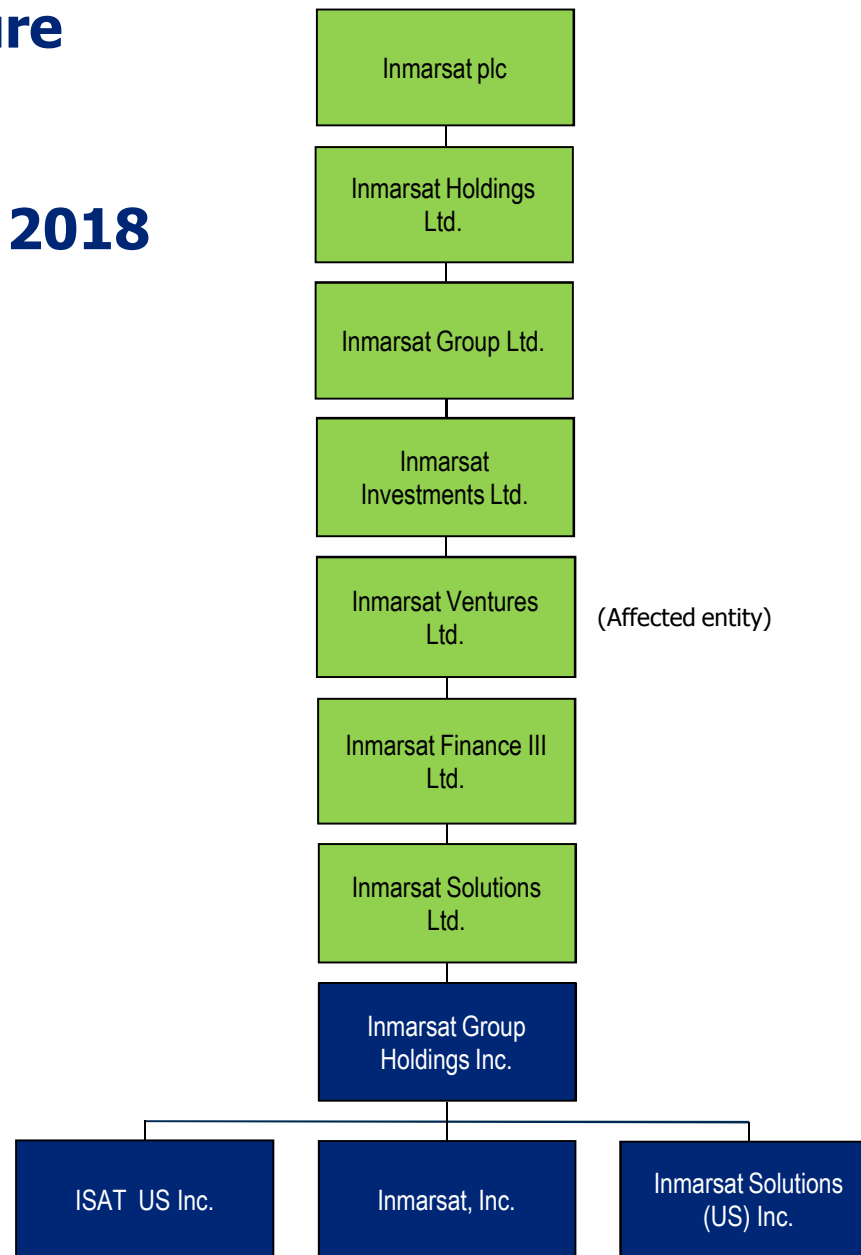 2018
Inmarsat plc
Inmarsat Holdings
Ltd.
Inmarsat Group Ltd.
Inmarsat
Investments Ltd.
Inmarsat Ventures
Ltd.
(Affected entity)
Inmarsat Finance III
Ltd.
Inmarsat Solutions
Ltd.
Inmarsat Group
Holdings Inc.
ISAT US Inc.
Inmarsat, Inc.
Inmarsat Solutions
(US) Inc.